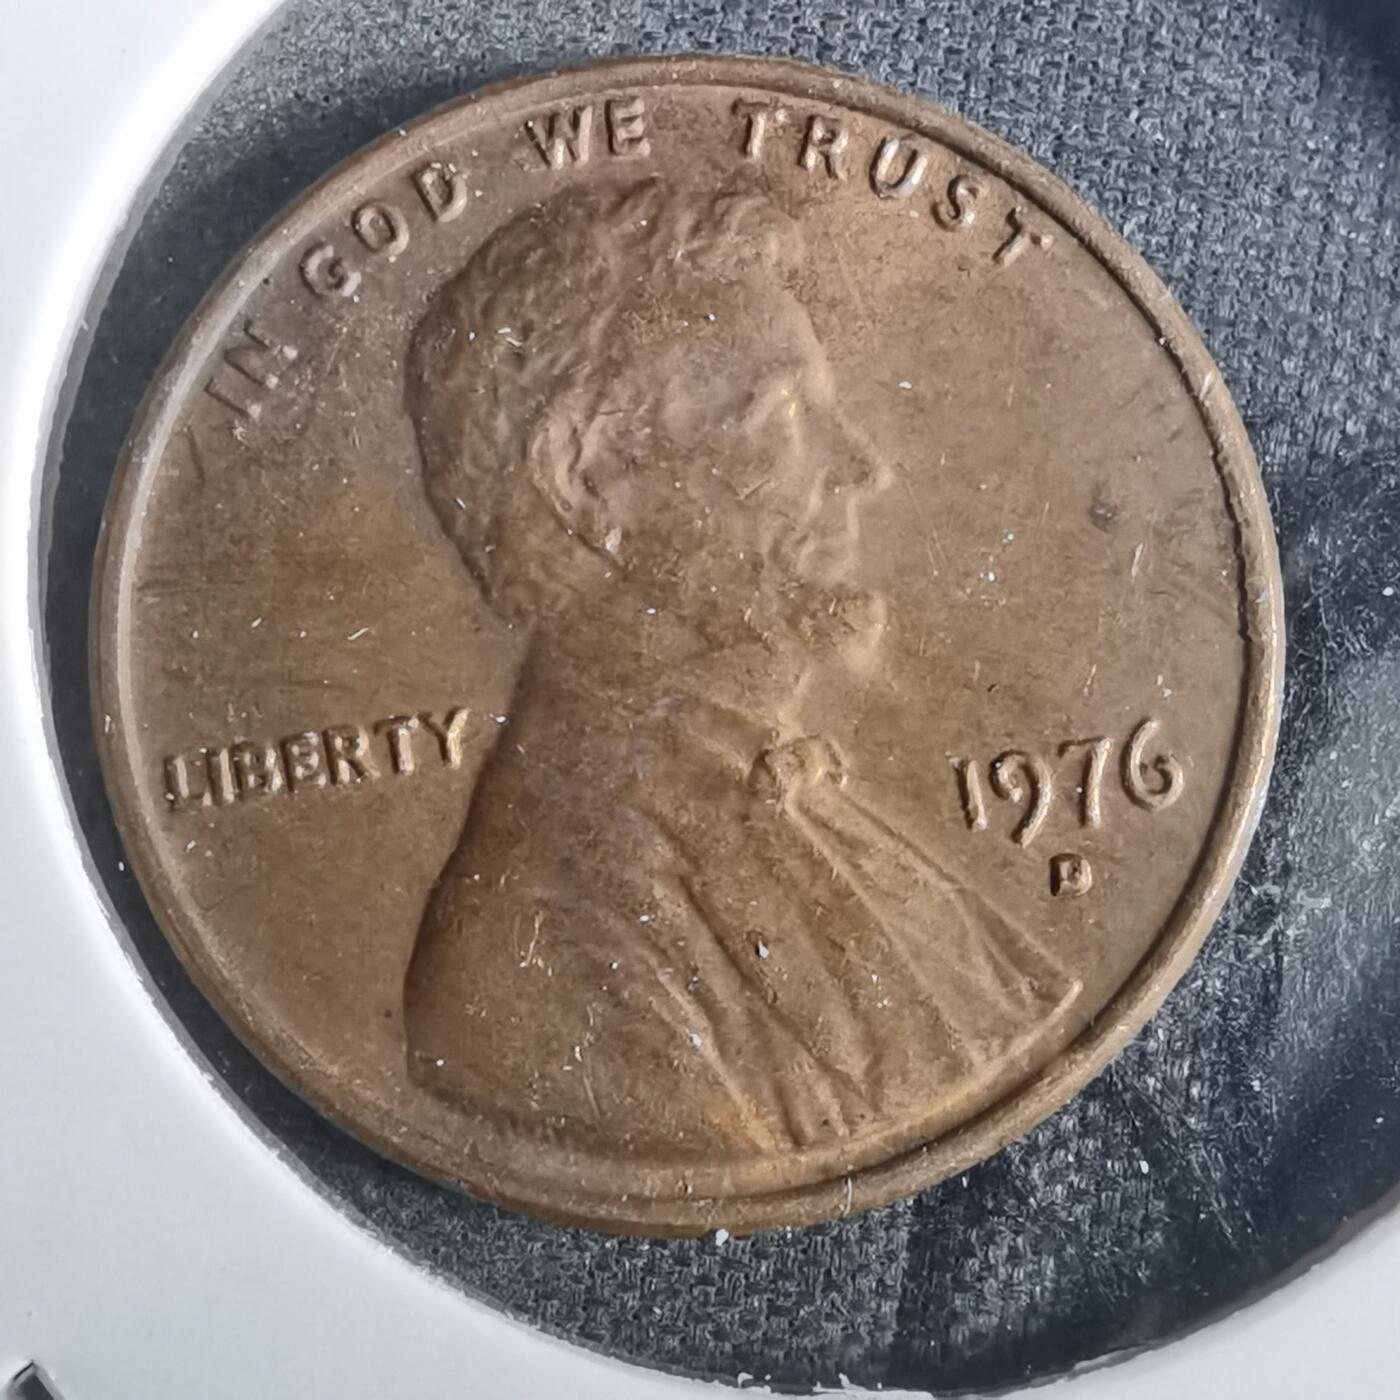 IN GOD WE TRUST
LIBERTY
1976
D